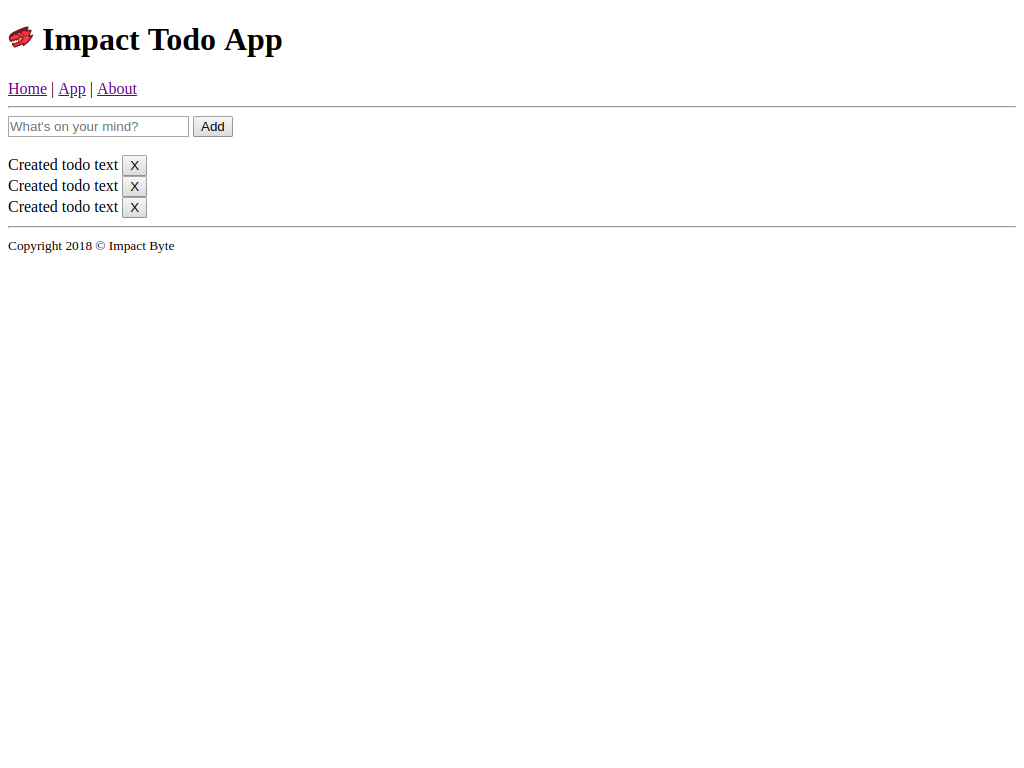 Impact Todo App
Home | App | About
What's on your mind? Add
Created todo text X
Created todo text X
Created todo text X
Copyright 2018 © Impact Byte